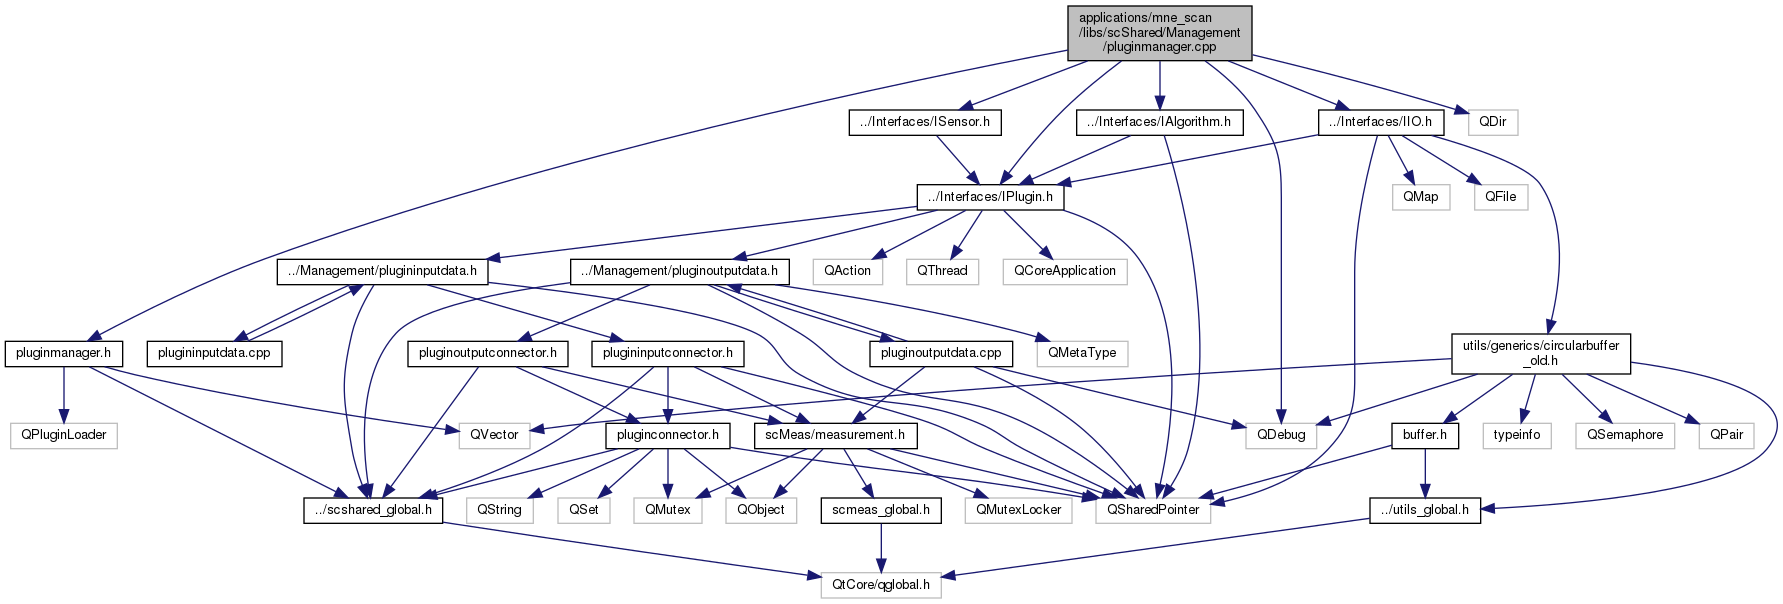 applications/mne_scan
/libs/scShared/Management
/pluginmanager.cpp
../Interfaces/ISensor.h
../Interfaces/IAlgorithm.h
../Interfaces/IIO.h
QDir
../Interfaces/IPlugin.h
QMap
QFile
../Management/plugininputdata.h
../Management/pluginoutputdata.h
QAction
QThread
QCoreApplication
pluginmanager.h
plugininputdata.cpp
pluginoutputconnector.h
plugininputconnector.h
pluginoutputdata.cpp
QMetaType
utils/generics/circularbuffer
_old.h
QPluginLoader
QVector
pluginconnector.h
scMeas/measurement.h
QDebug
buffer.h
typeinfo
QSemaphore
QPair
../scshared_global.h
QString
QSet
QMutex
QObject
scmeas_global.h
QMutexLocker
QSharedPointer
../utils_global.h
QtCore/qglobal.h